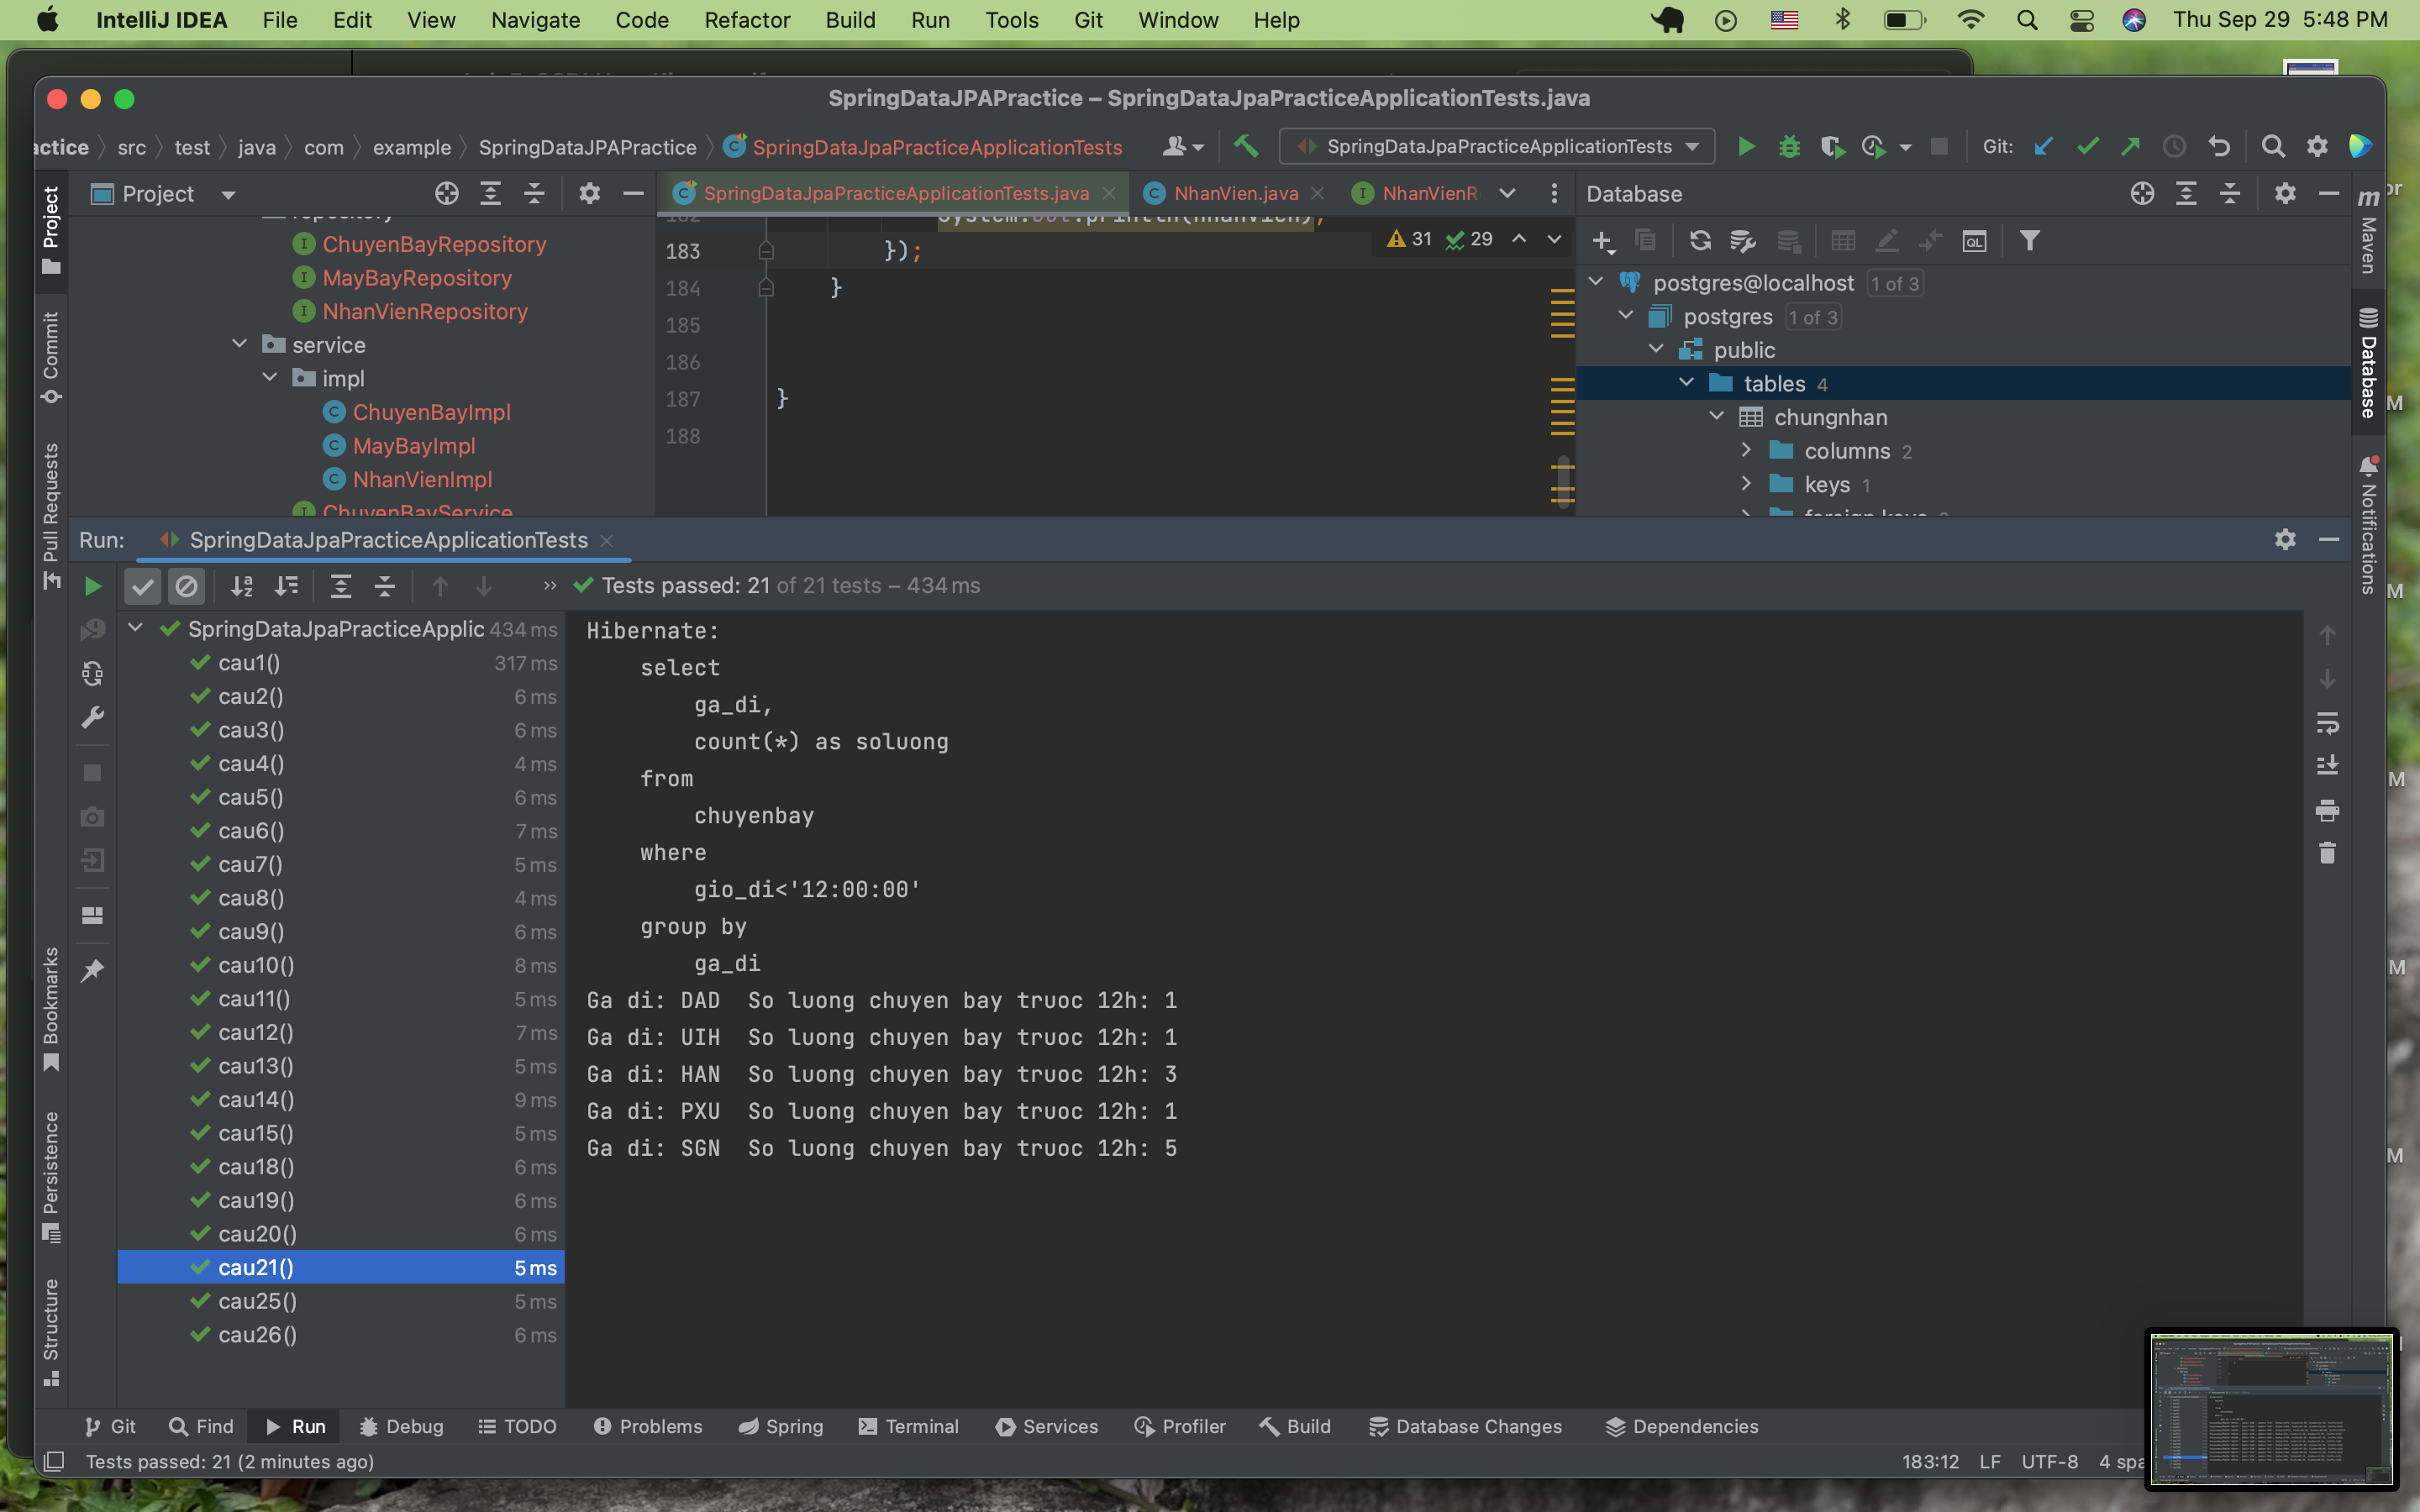 IntelliJ IDEA File Edit View Navigate Code Refactor Build Run Tools Git Window Help Thu Sep 29 5:48 PM
SpringDataJPAPractice – SpringDataJpaPracticeApplicationTests.java
actice src test java com example SpringDataJPAPractice SpringDataJpaPracticeApplicationTests SpringDataJpaPracticeApplicationTests Git:
Project SpringDataJpaPracticeApplicationTests.java NhanVien.java NhanVienR Database
repository
ChuyenBayRepository
MayBayRepository
NhanVienRepository
service
impl
ChuyenBayImpl
MayBayImpl
NhanVienImpl
ChuyenBayService
182 System.out.println(nhanVien);
183 });
184 }
185
186
187 }
188
31 29
postgres@localhost 1 of 3
postgres 1 of 3
public
tables 4
chungnhan
columns 2
keys 1
foreign keys
Project
Commit
Pull Requests
Bookmarks
Persistence
Structure
Maven
Database
Notifications
Run: SpringDataJpaPracticeApplicationTests
Tests passed: 21 of 21 tests – 434 ms
SpringDataJpaPracticeApplic 434 ms
cau1() 317 ms
cau2() 6 ms
cau3() 6 ms
cau4() 4 ms
cau5() 6 ms
cau6() 7 ms
cau7() 5 ms
cau8() 4 ms
cau9() 6 ms
cau10() 8 ms
cau11() 5 ms
cau12() 7 ms
cau13() 5 ms
cau14() 9 ms
cau15() 5 ms
cau18() 6 ms
cau19() 6 ms
cau20() 6 ms
cau21() 5 ms
cau25() 5 ms
cau26() 6 ms
Hibernate:
select
ga_di,
count(*) as soluong
from
chuyenbay
where
gio_di<'12:00:00'
group by
ga_di
Ga di: DAD So luong chuyen bay truoc 12h: 1
Ga di: UIH So luong chuyen bay truoc 12h: 1
Ga di: HAN So luong chuyen bay truoc 12h: 3
Ga di: PXU So luong chuyen bay truoc 12h: 1
Ga di: SGN So luong chuyen bay truoc 12h: 5
Git Find Run Debug TODO Problems Spring Terminal Services Profiler Build Database Changes Dependencies
Tests passed: 21 (2 minutes ago) 183:12 LF UTF-8 4 spa